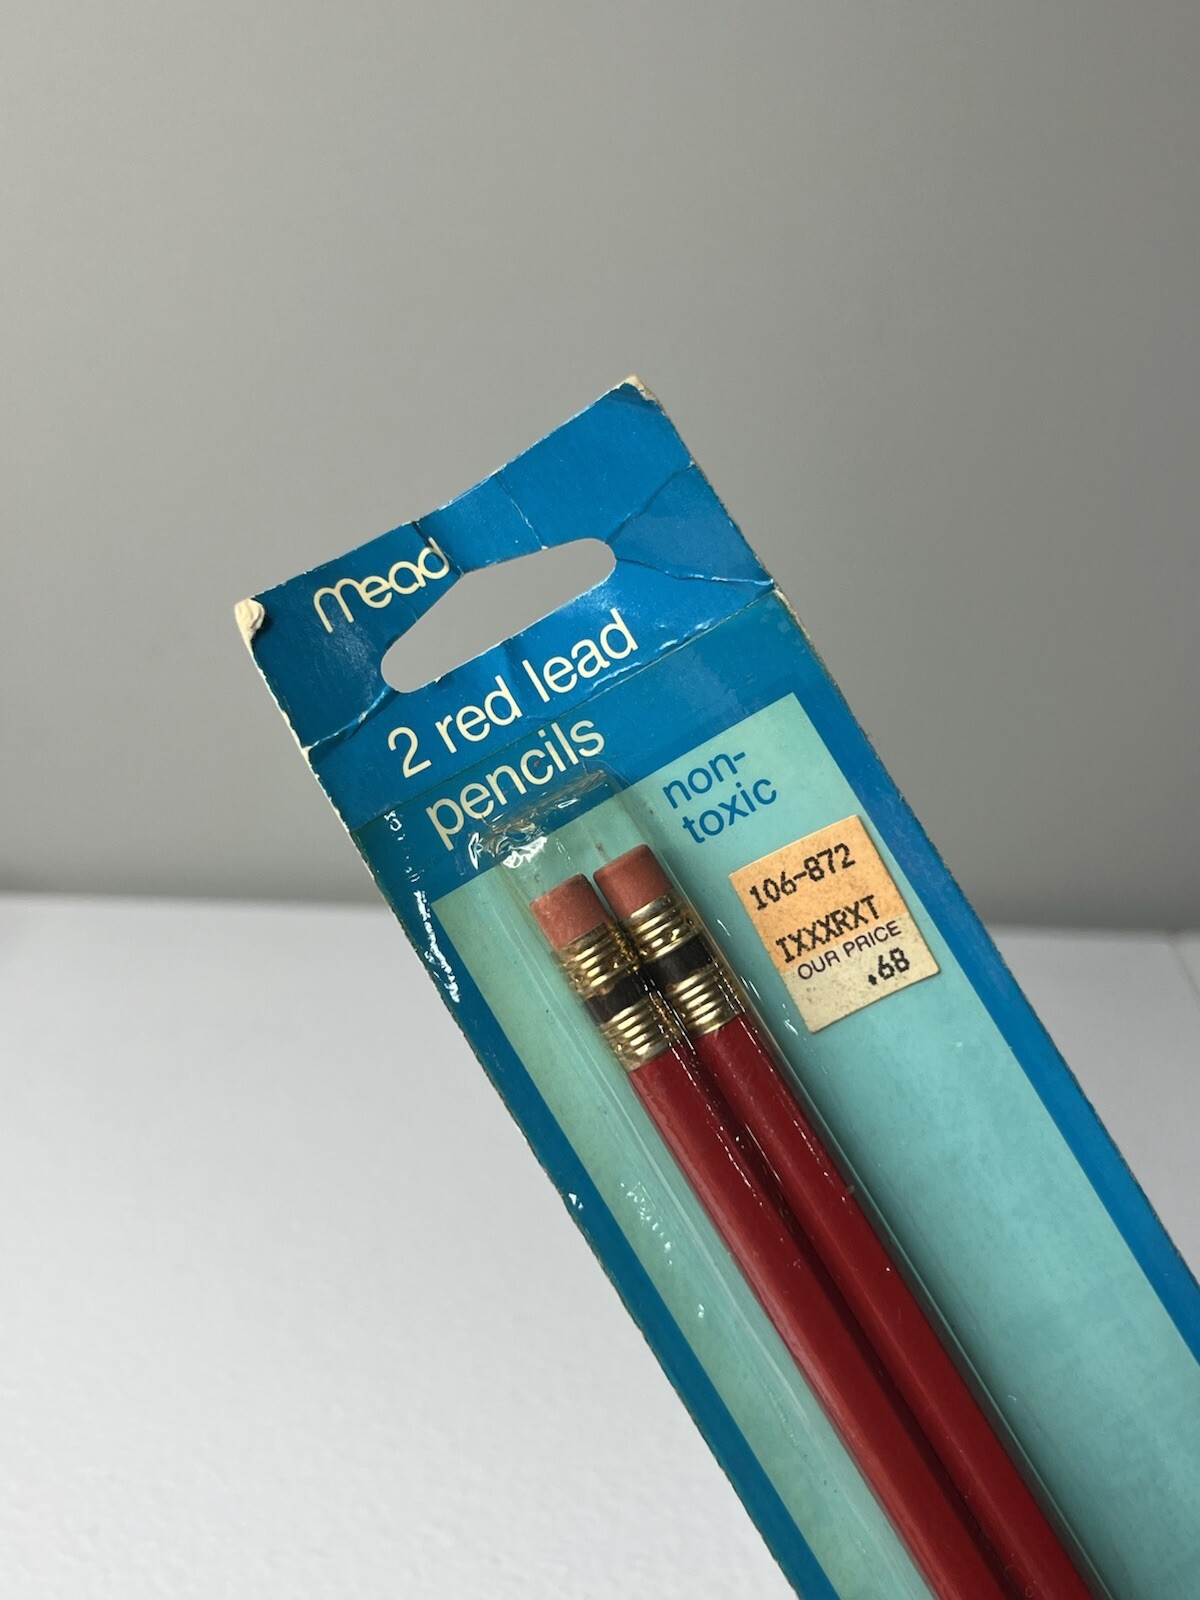 mead
2 red lead
pencils
non-
toxic
106-872
IXXXRXT
OUR PRICE
.68